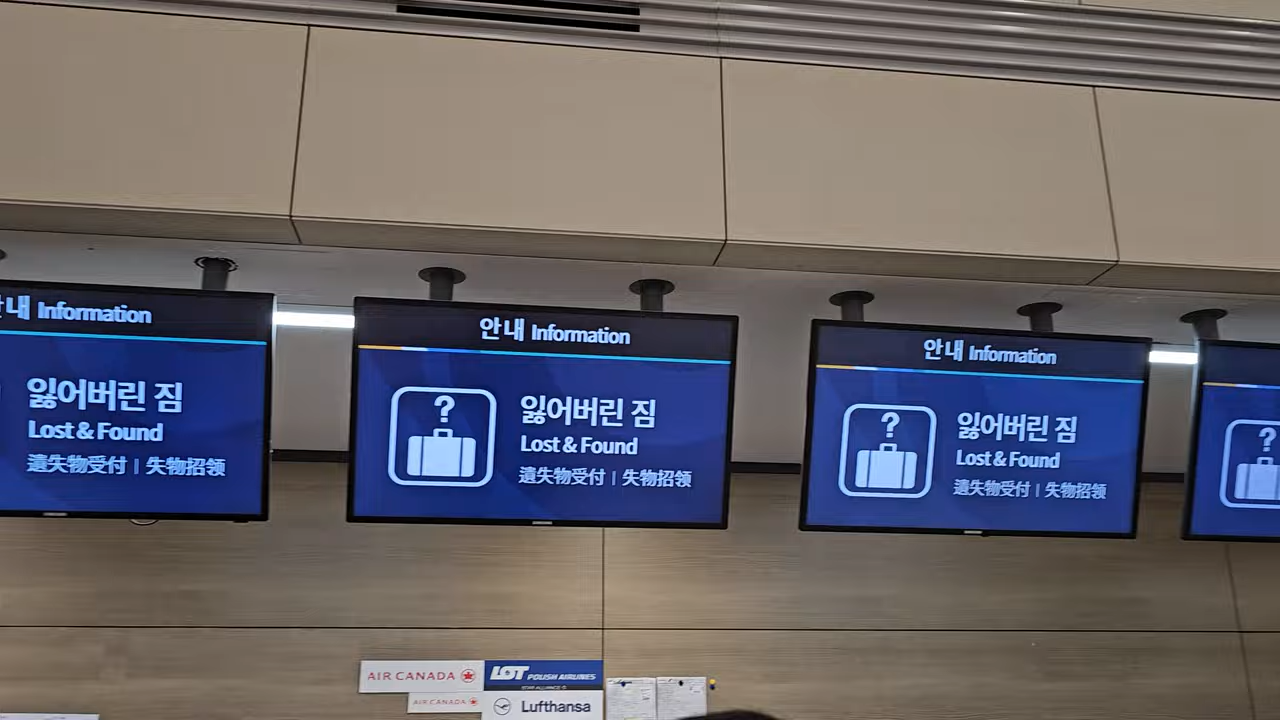 내 Information
잃어버린 짐
Lost & Found
遺失物受付 | 失物招领
안내 Information
?
잃어버린 짐
Lost & Found
遺失物受付 | 失物招领
안내 Information
?
잃어버린 짐
Lost & Found
遺失物受付 | 失物招领
?
AIR CANADA
LOT POLISH AIRLINES
STAR ALLIANCE
AIR CANADA
Lufthansa